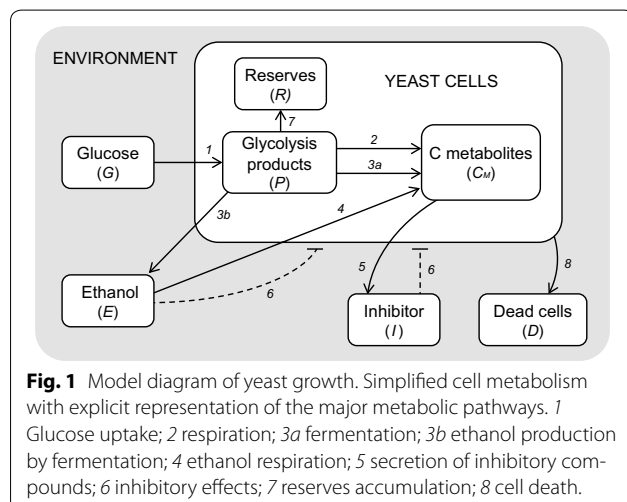 ENVIRONMENT
YEAST CELLS
Reserves
(R)
7
Glucose
(G)
1
Glycolysis
products
(P)
2
3a
C metabolites
(CM)
3b
4
5
6
6
8
Ethanol
(E)
Inhibitor
(I)
Dead cells
(D)
Fig. 1 Model diagram of yeast growth. Simplified cell metabolism
with explicit representation of the major metabolic pathways. 1
Glucose uptake; 2 respiration; 3a fermentation; 3b ethanol production
by fermentation; 4 ethanol respiration; 5 secretion of inhibitory com-
pounds; 6 inhibitory effects; 7 reserves accumulation; 8 cell death.